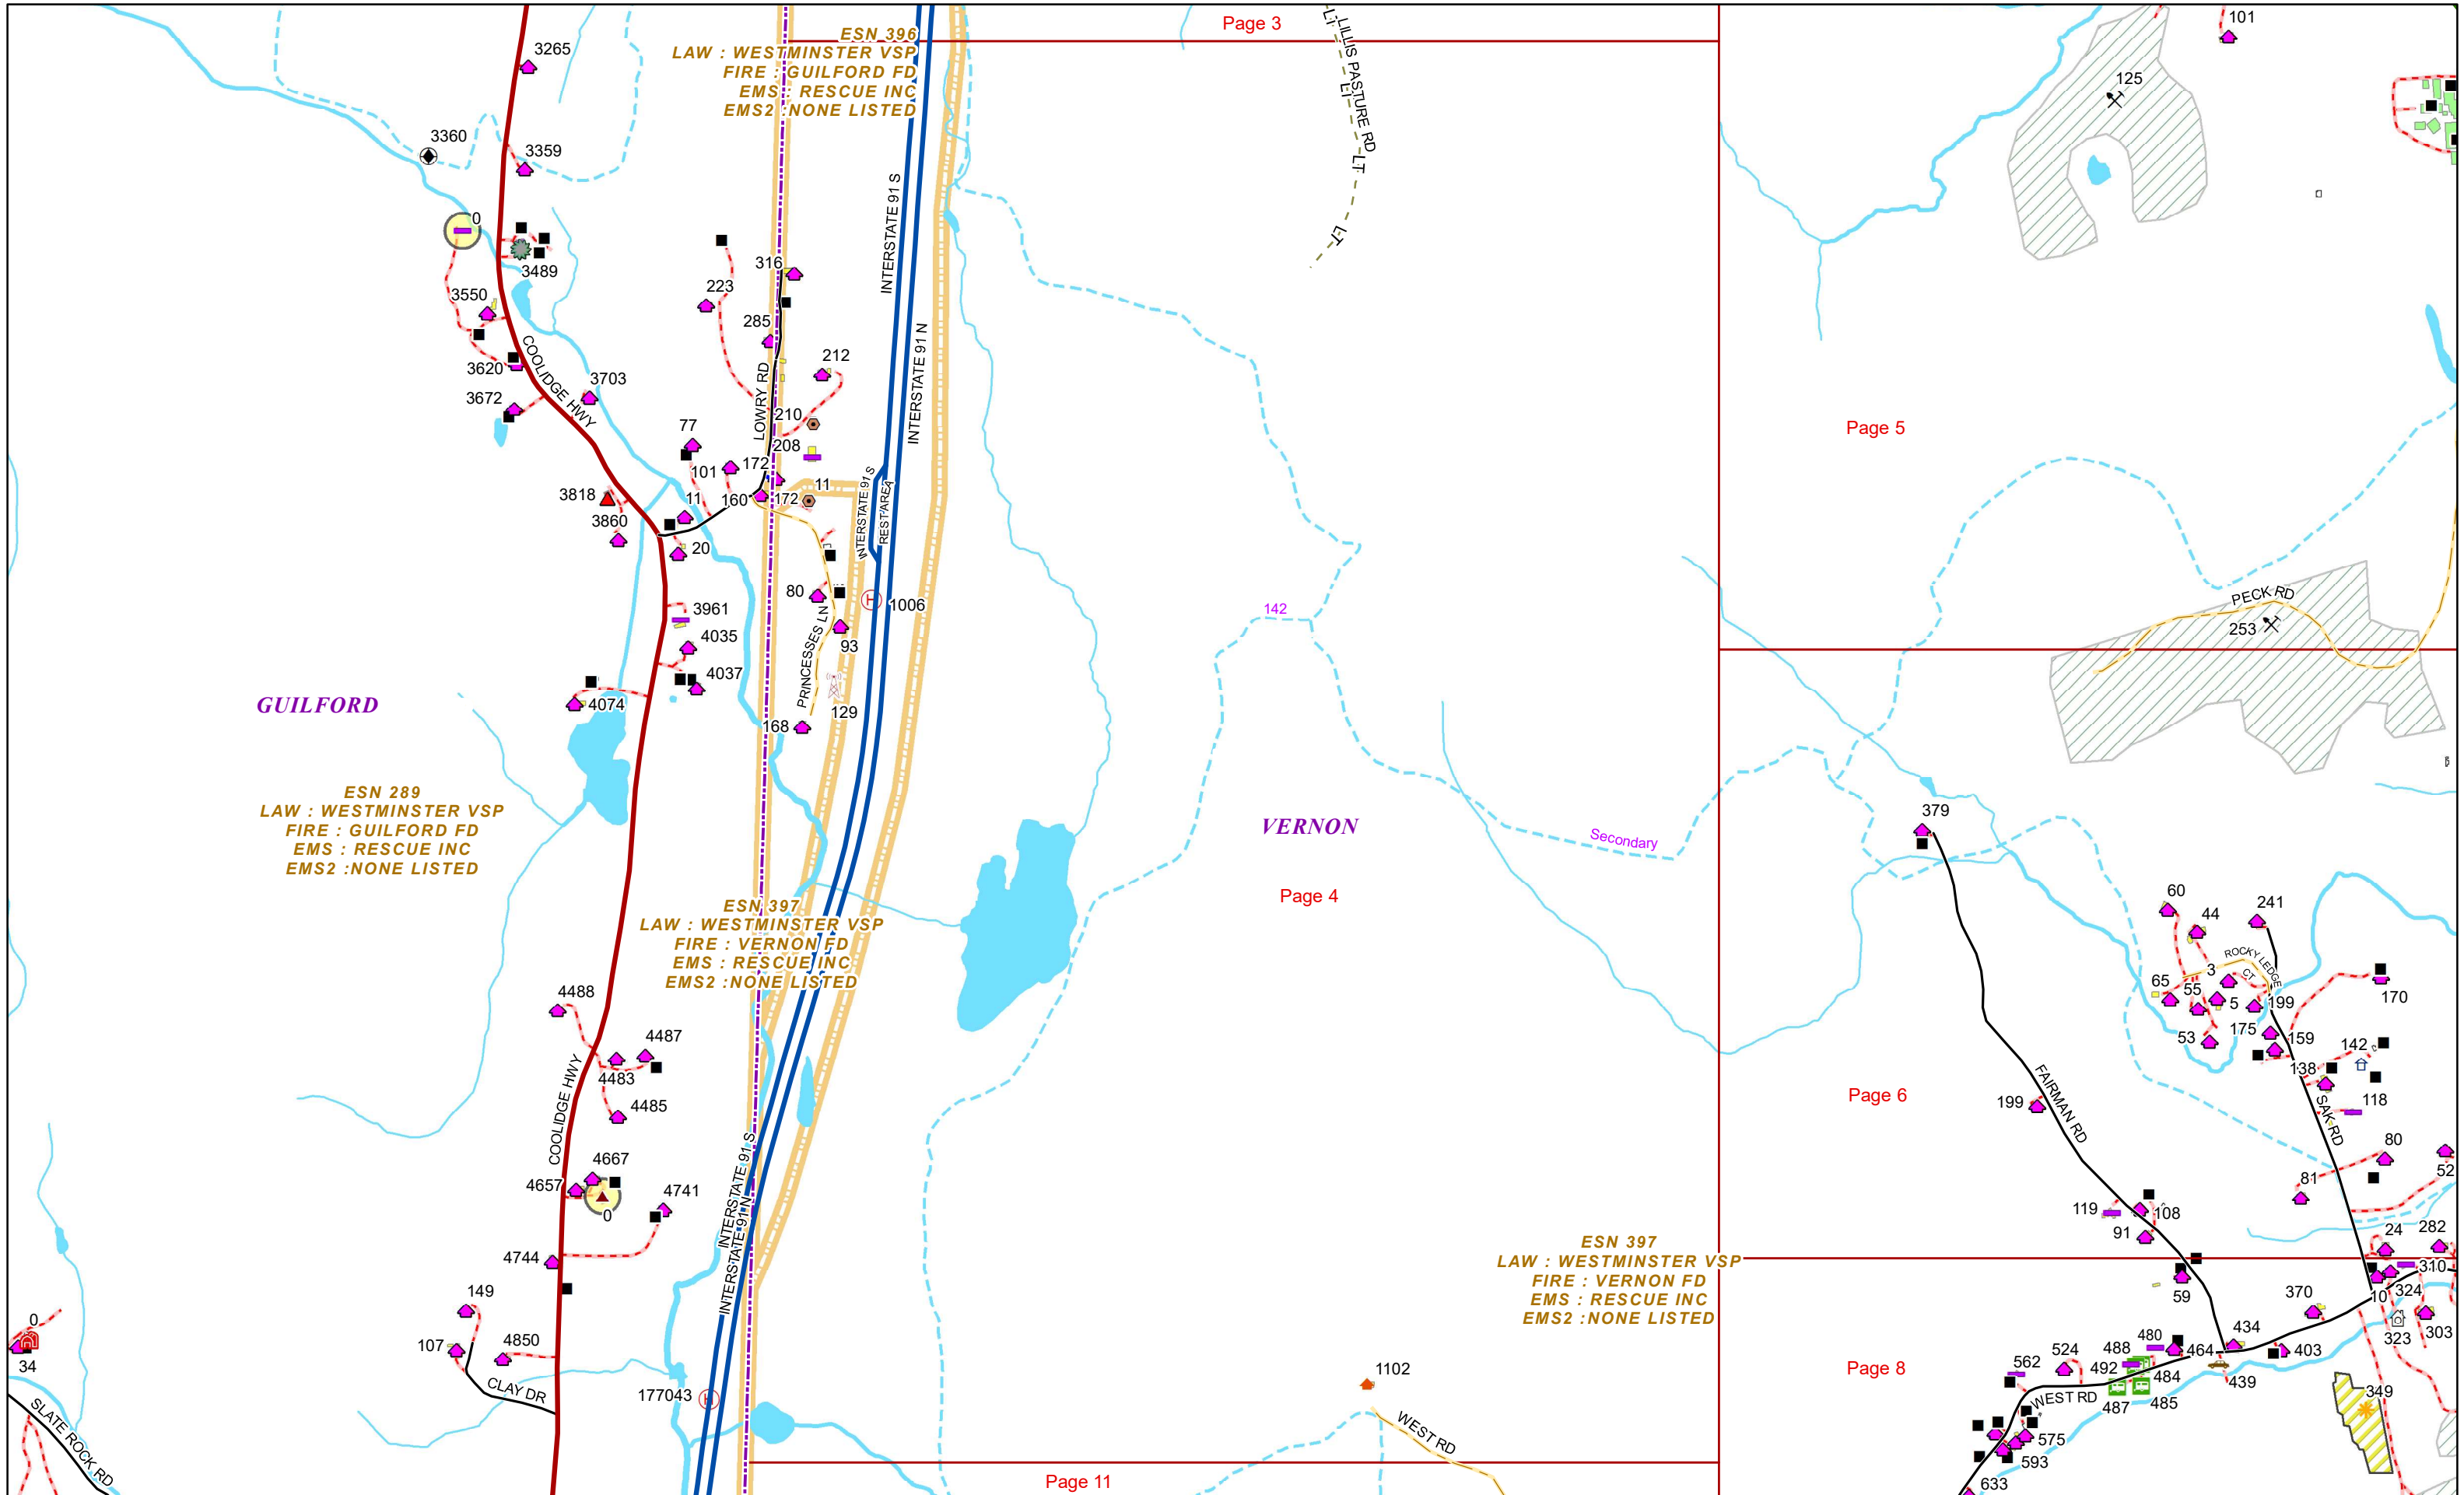 Page 3
101
3265
ESN 396
LAW : WESTMINSTER VSP
FIRE : GUILFORD FD
EMS : RESCUE INC
EMS2 :NONE LISTED
LILLIS PASTURE RD
LT
LT
LT
LT
125
3360
3359
0
3489
INTERSTATE 91 S
316
223
3550
285
COOLIDGE HWY
212
INTERSTATE 91 N
3620
3703
LOWRY RD
3672
210
77
208
Page 5
101
172
INTERSTATE 91 S
REST AREA
3818
11
160
172
11
3860
20
80
1006
142
PECK RD
253
3961
4035
93
PRINCESSES LN
4037
GUILFORD
4074
129
168
ESN 289
LAW : WESTMINSTER VSP
FIRE : GUILFORD FD
EMS : RESCUE INC
EMS2 :NONE LISTED
VERNON
Secondary
379
Page 4
ESN 397
LAW : WESTMINSTER VSP
FIRE : VERNON FD
EMS : RESCUE INC
EMS2 :NONE LISTED
60
44
241
ROCKY LEDGE
CT
3
65
55
5
199
170
53
175
159
142
138
118
SAK RD
4488
4487
4483
COOLIDGE HWY
4485
Page 6
199
FAIRMAN RD
80
52
81
4667
4657
0
4741
INTERSTATE 91 S
INTERSTATE 91 N
119
108
91
24
282
4744
ESN 397
LAW : WESTMINSTER VSP
FIRE : VERNON FD
EMS : RESCUE INC
EMS2 :NONE LISTED
310
59
370
10
324
149
0
34
107
4850
CLAY DR
434
323
303
480
488
464
403
524
492
484
562
439
Page 8
1102
177043
SLATE ROCK RD
WEST RD
487
485
349
WEST RD
575
593
633
Page 11